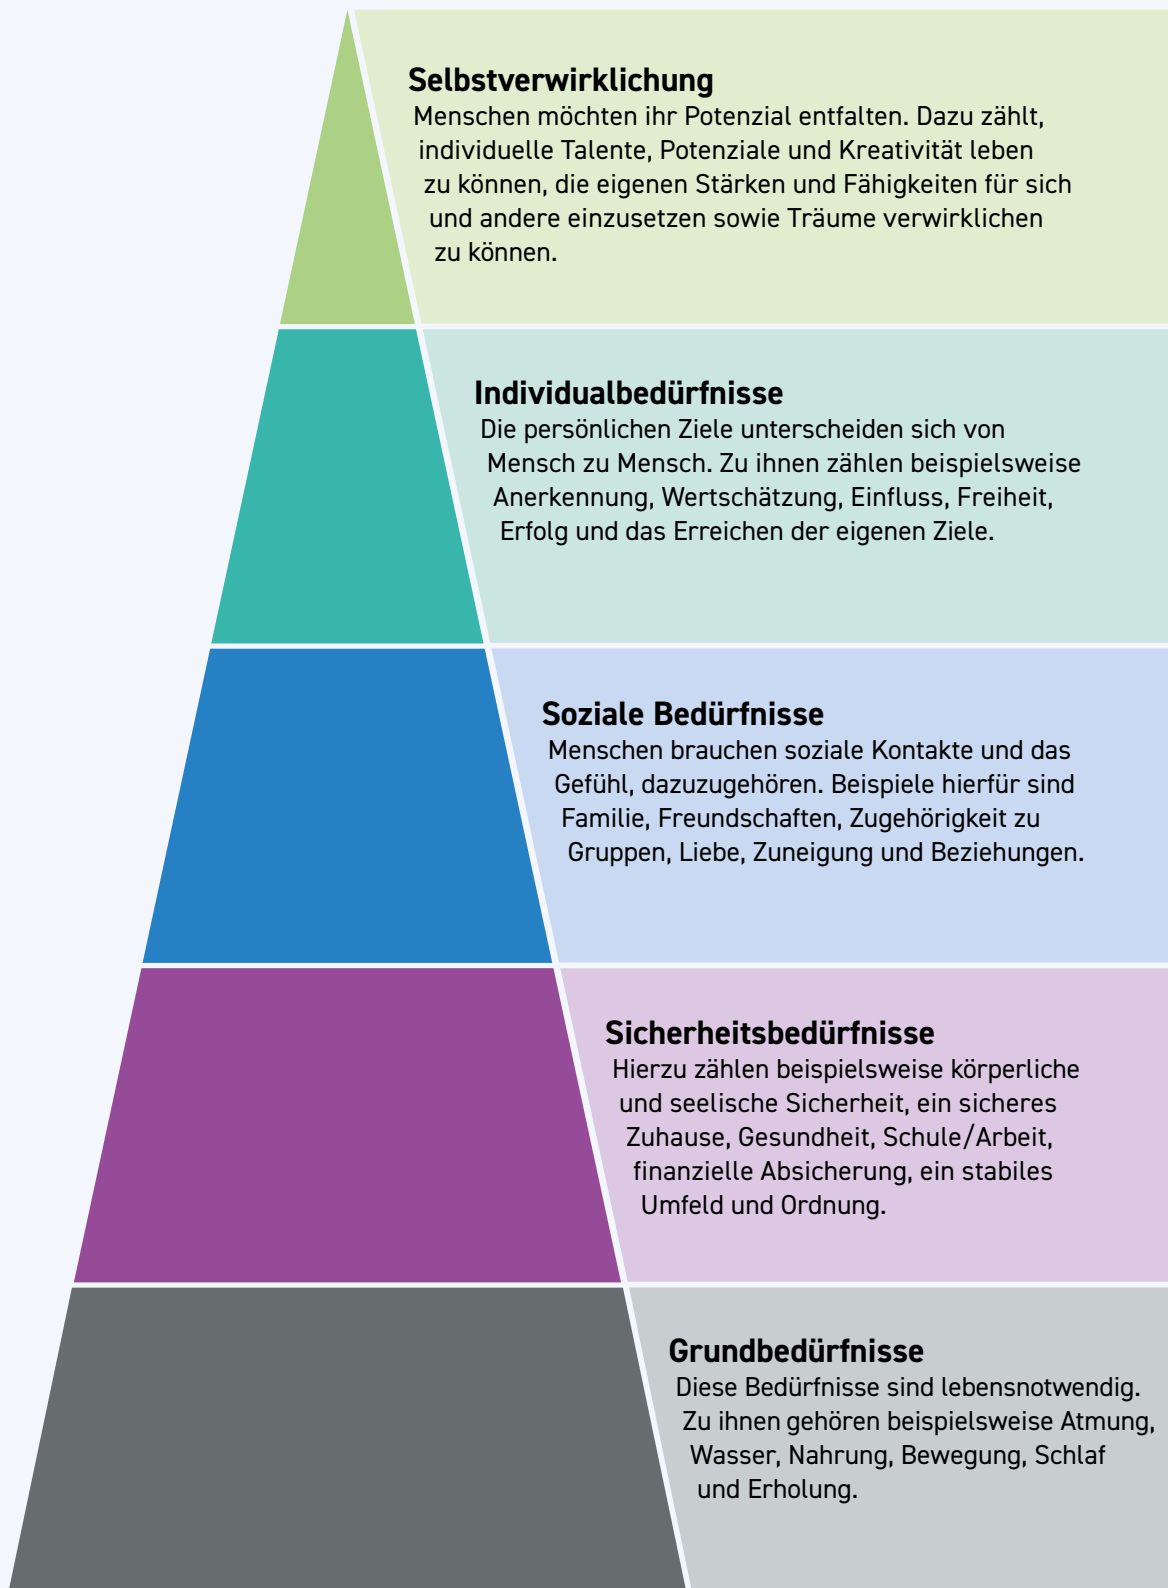 Selbstverwirklichung
Menschen möchten ihr Potenzial entfalten. Dazu zählt,
individuelle Talente, Potenziale und Kreativität leben
zu können, die eigenen Stärken und Fähigkeiten für sich
und andere einzusetzen sowie Träume verwirklichen
zu können.
Individualbedürfnisse
Die persönlichen Ziele unterscheiden sich von
Mensch zu Mensch. Zu ihnen zählen beispielsweise
Anerkennung, Wertschätzung, Einfluss, Freiheit,
Erfolg und das Erreichen der eigenen Ziele.
Soziale Bedürfnisse
Menschen brauchen soziale Kontakte und das
Gefühl, dazuzugehören. Beispiele hierfür sind
Familie, Freundschaften, Zugehörigkeit zu
Gruppen, Liebe, Zuneigung und Beziehungen.
Sicherheitsbedürfnisse
Hierzu zählen beispielsweise körperliche
und seelische Sicherheit, ein sicheres
Zuhause, Gesundheit, Schule/Arbeit,
finanzielle Absicherung, ein stabiles
Umfeld und Ordnung.
Grundbedürfnisse
Diese Bedürfnisse sind lebensnotwendig.
Zu ihnen gehören beispielsweise Atmung,
Wasser, Nahrung, Bewegung, Schlaf
und Erholung.